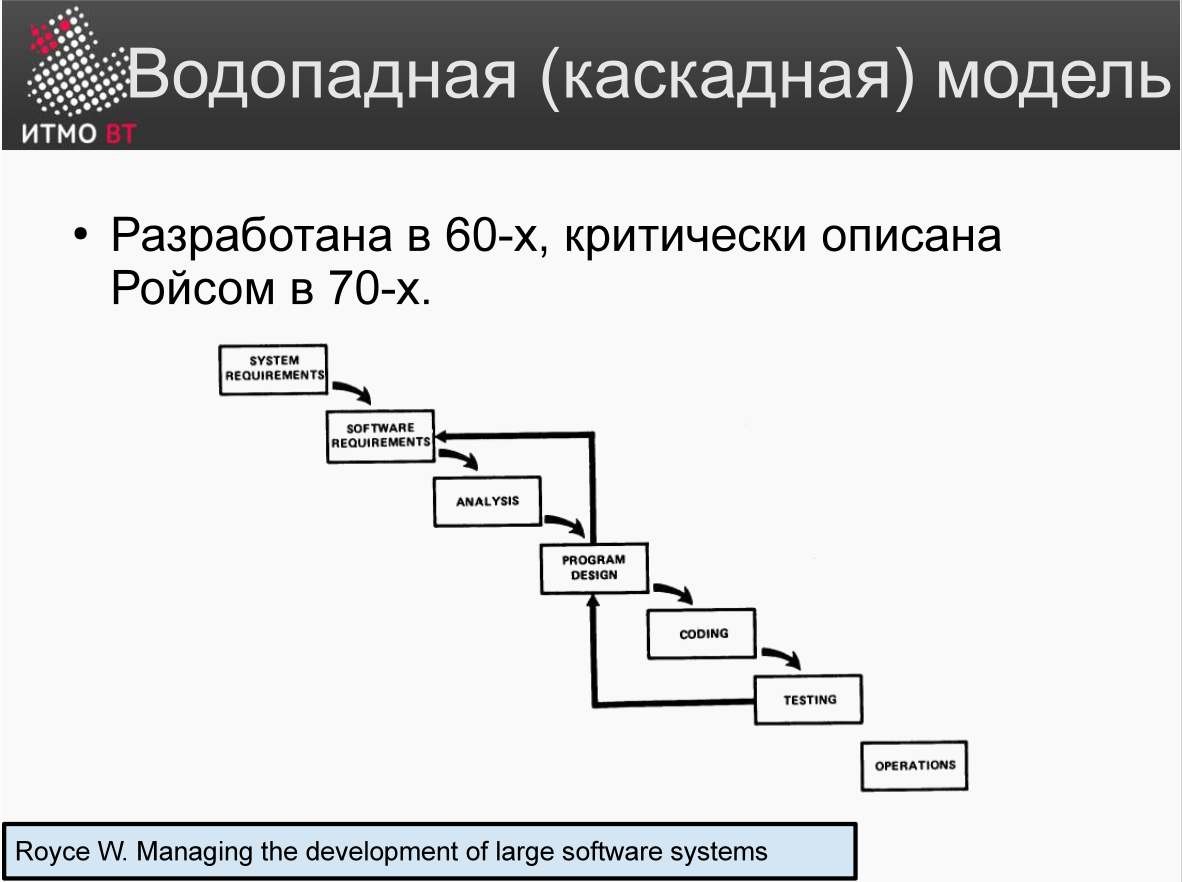 Водопадная (каскадная) модель
ИТМО ВТ
• Разработана в 60-х, критически описана
Ройсом в 70-х.
SYSTEM
REQUIREMENTS
SOFTWARE
REQUIREMENTS
ANALYSIS
PROGRAM
DESIGN
CODING
TESTING
OPERATIONS
Royce W. Managing the development of large software systems